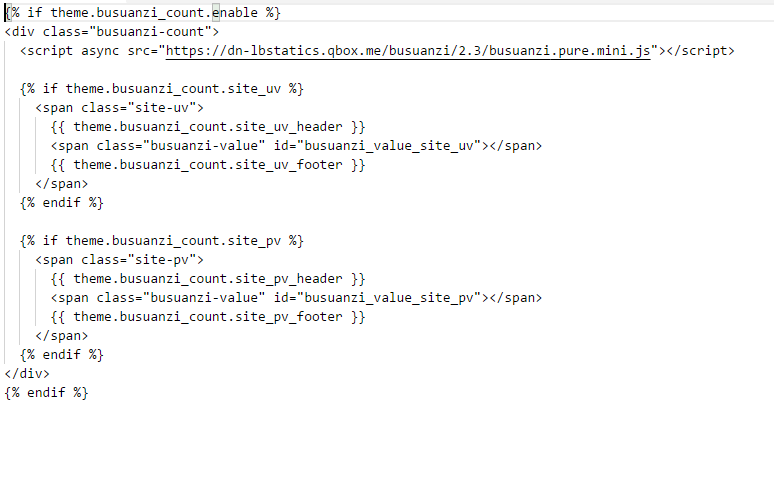 {% if theme.busuanzi_count.enable %}
<div class="busuanzi-count">
  <script async src="https://dn-lbstatics.qbox.me/busuanzi/2.3/busuanzi.pure.mini.js"></script>

  {% if theme.busuanzi_count.site_uv %}
    <span class="site-uv">
      {{ theme.busuanzi_count.site_uv_header }}
      <span class="busuanzi-value" id="busuanzi_value_site_uv"></span>
      {{ theme.busuanzi_count.site_uv_footer }}
    </span>
  {% endif %}

  {% if theme.busuanzi_count.site_pv %}
    <span class="site-pv">
      {{ theme.busuanzi_count.site_pv_header }}
      <span class="busuanzi-value" id="busuanzi_value_site_pv"></span>
      {{ theme.busuanzi_count.site_pv_footer }}
    </span>
  {% endif %}
</div>
{% endif %}